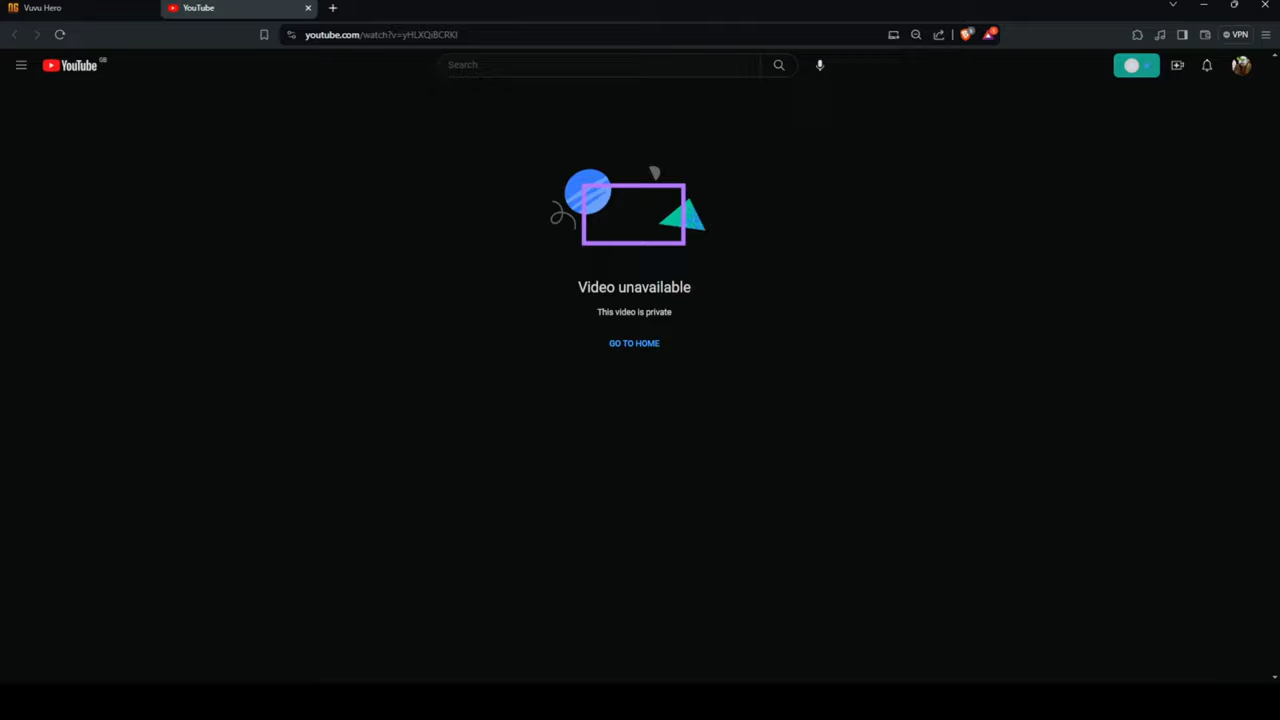 Vuvu Hero
YouTube
youtube.com/watch?v=yHLXQiBCRKI
VPN
YouTube GB
Search
Video unavailable
This video is private
GO TO HOME